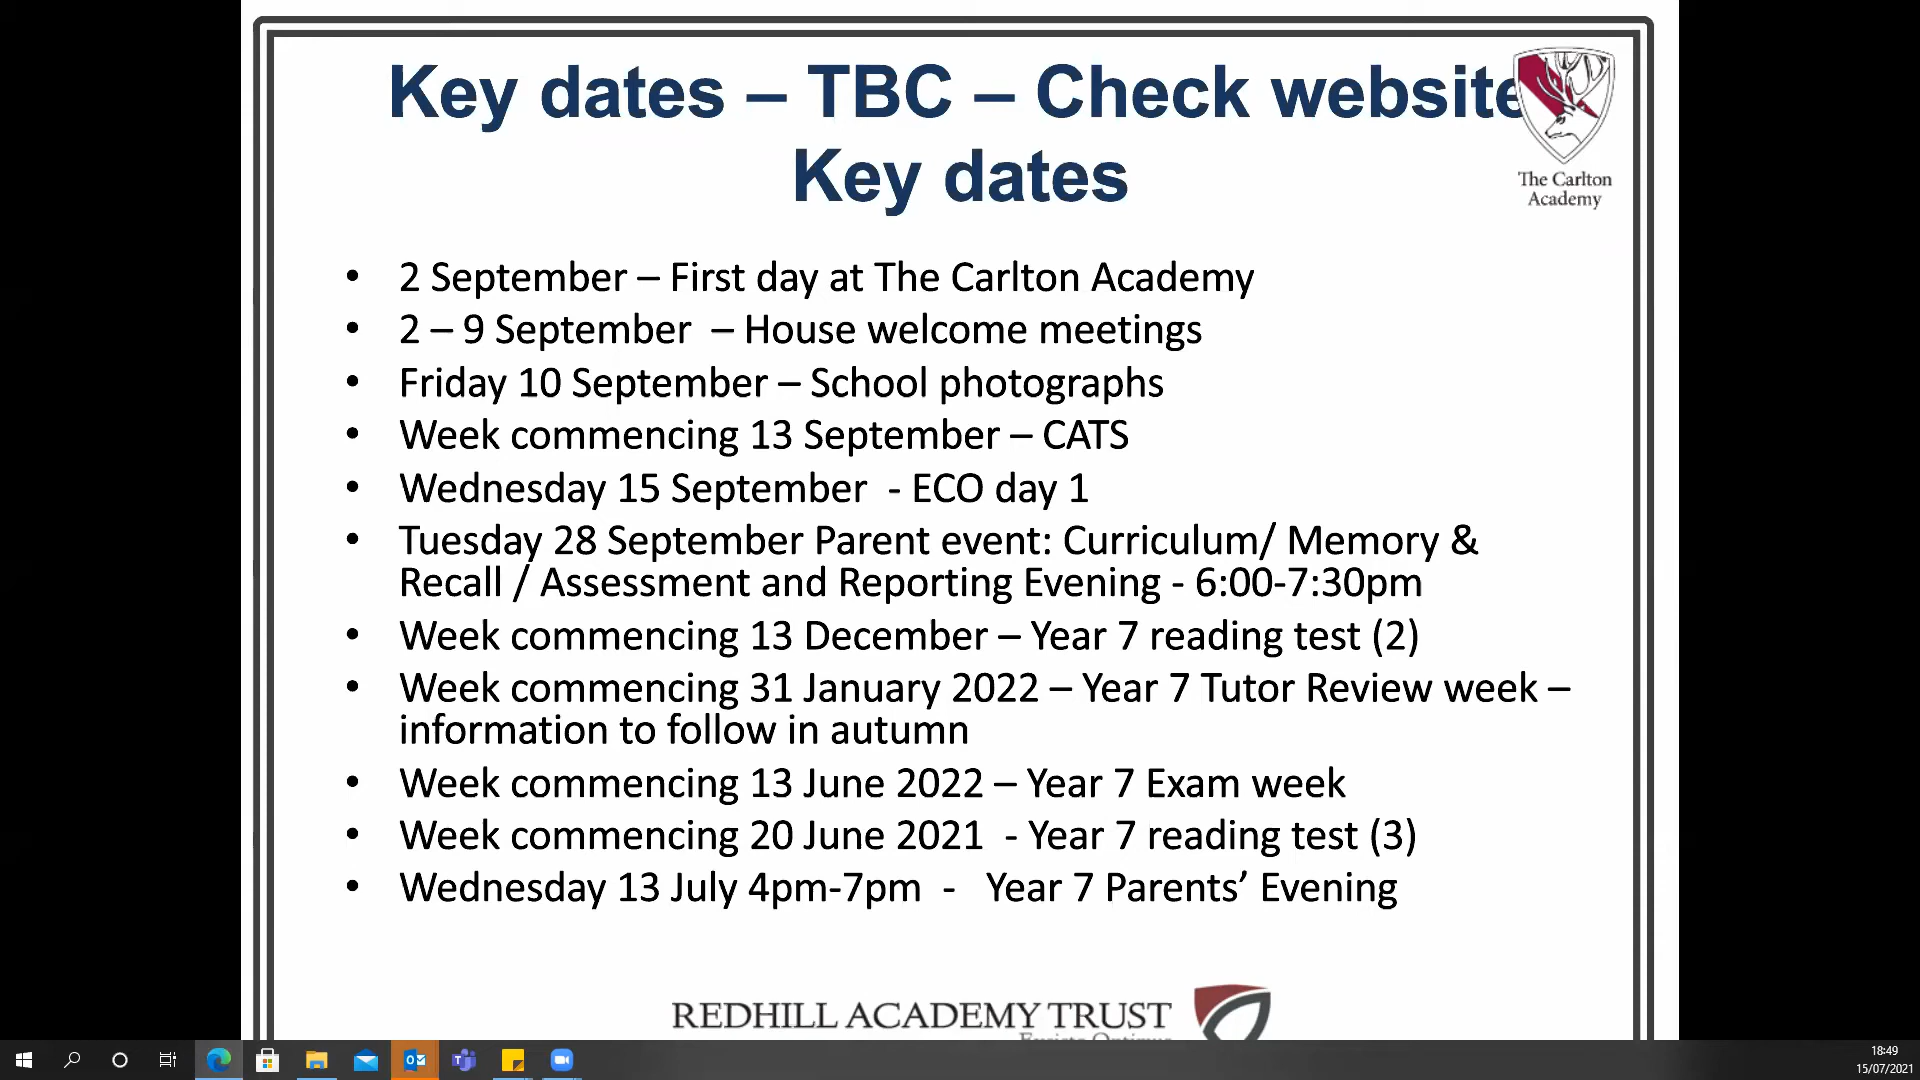 Key dates – TBC – Check website
Key dates
The Carlton
Academy
• 2 September – First day at The Carlton Academy
• 2 – 9 September – House welcome meetings
• Friday 10 September – School photographs
• Week commencing 13 September – CATS
• Wednesday 15 September - ECO day 1
• Tuesday 28 September Parent event: Curriculum/ Memory &
Recall / Assessment and Reporting Evening - 6:00-7:30pm
• Week commencing 13 December – Year 7 reading test (2)
• Week commencing 31 January 2022 – Year 7 Tutor Review week –
information to follow in autumn
• Week commencing 13 June 2022 – Year 7 Exam week
• Week commencing 20 June 2021 - Year 7 reading test (3)
• Wednesday 13 July 4pm-7pm - Year 7 Parents’ Evening
REDHILL ACADEMY TRUST
18:49
15/07/2021